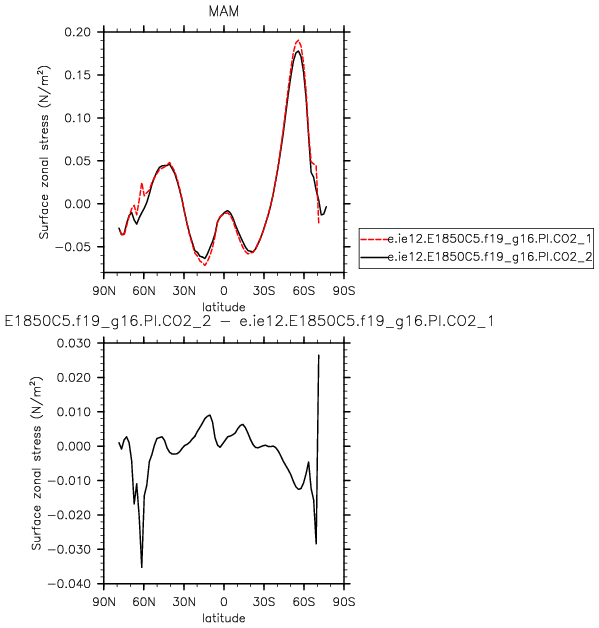 MAM
Surface zonal stress (N/m²)
0.20
0.15
0.10
0.05
0.00
−0.05
90N 60N 30N 0 30S 60S 90S
latitude
e.ie12.E1850C5.f19_g16.PI.CO2_1
e.ie12.E1850C5.f19_g16.PI.CO2_2
E1850C5.f19_g16.PI.CO2_2 − e.ie12.E1850C5.f19_g16.PI.CO2_1
Surface zonal stress (N/m²)
0.030
0.020
0.010
0.000
−0.010
−0.020
−0.030
−0.040
90N 60N 30N 0 30S 60S 90S
latitude